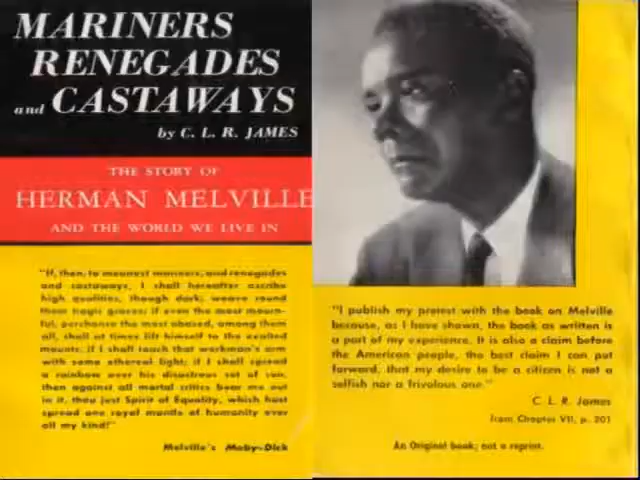 MARINERS
RENEGADES
and CASTAWAYS
by C. L. R. JAMES
THE STORY OF
HERMAN MELVILLE
AND THE WORLD WE LIVE IN
"If, then, to meanest mariners, and renegades
and castaways, I shall hereafter ascribe
high qualities, though dark; weave round
them tragic graces; if even the most mourn-
ful, perchance the most abased, among them
all, shall at times lift himself to the exalted
mounts; if I shall touch that workman's arm
with some ethereal light; if I shall spread
a rainbow over his disastrous set of sun,
then against all mortal critics bear me out
in it, thou just Spirit of Equality, which hast
spread one royal mantle of humanity over
all my kind!"
Melville's Moby-Dick
"I publish my protest with the book on Melville
because, as I have shown, the book as written is
a part of my experience. It is also a claim before
the American people, the best claim I can put
forward, that my desire to be a citizen is not a
selfish nor a frivolous one."
C. L. R. James
from Chapter VII, p. 201
An Original book; not a reprint.